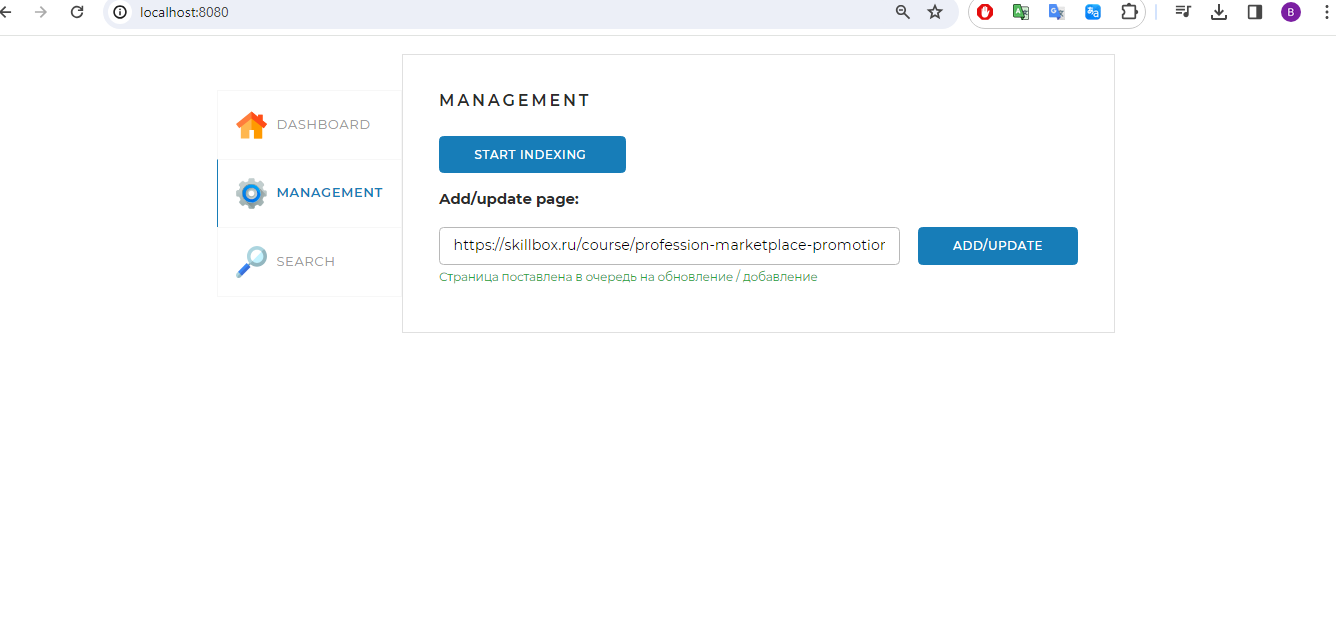 localhost:8080
B
DASHBOARD
MANAGEMENT
SEARCH
MANAGEMENT
START INDEXING
Add/update page:
https://skillbox.ru/course/profession-marketplace-promotior
ADD/UPDATE
Страница поставлена в очередь на обновление / добавление